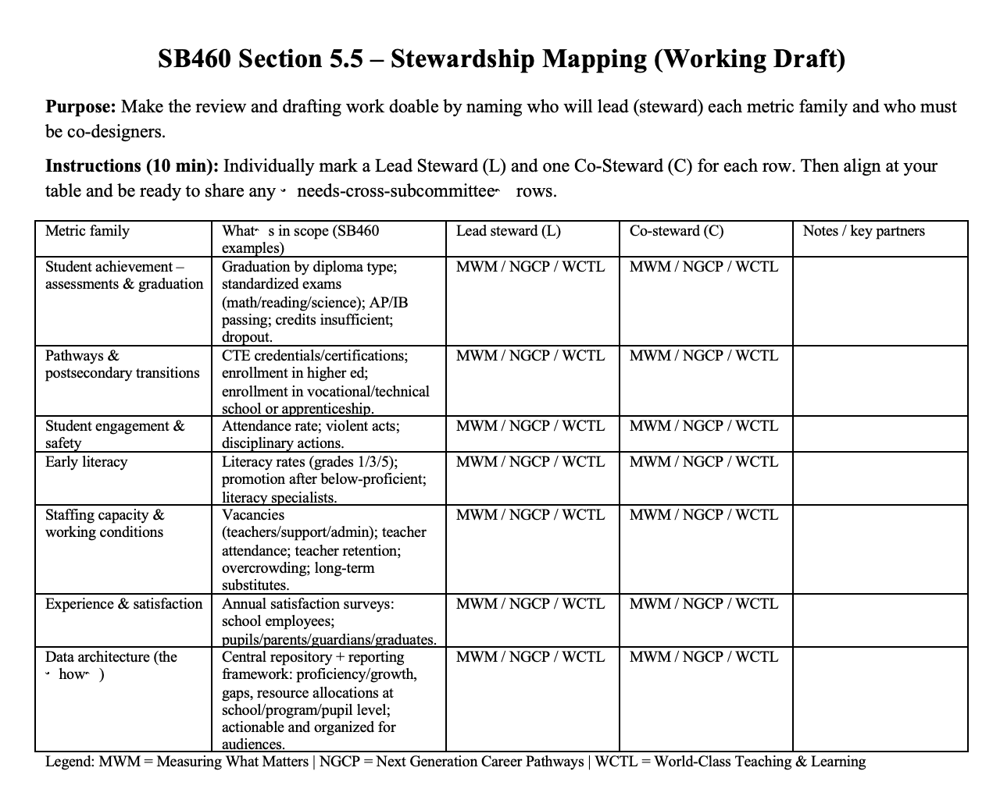 SB460 Section 5.5 – Stewardship Mapping (Working Draft)
Purpose: Make the review and drafting work doable by naming who will lead (steward) each metric family and who must
be co-designers.
Instructions (10 min): Individually mark a Lead Steward (L) and one Co-Steward (C) for each row. Then align at your
table and be ready to share any needs-cross-subcommittee rows.
Metric family
What s in scope (SB460
examples)
Lead steward (L)
Co-steward (C)
Notes / key partners
Student achievement –
assessments & graduation
Graduation by diploma type;
standardized exams
(math/reading/science); AP/IB
passing; credits insufficient;
dropout.
MWM / NGCP / WCTL
MWM / NGCP / WCTL
Pathways &
postsecondary transitions
CTE credentials/certifications;
enrollment in higher ed;
enrollment in vocational/technical
school or apprenticeship.
MWM / NGCP / WCTL
MWM / NGCP / WCTL
Student engagement &
safety
Attendance rate; violent acts;
disciplinary actions.
MWM / NGCP / WCTL
MWM / NGCP / WCTL
Early literacy
Literacy rates (grades 1/3/5);
promotion after below-proficient;
literacy specialists.
MWM / NGCP / WCTL
MWM / NGCP / WCTL
Staffing capacity &
working conditions
Vacancies
(teachers/support/admin); teacher
attendance; teacher retention;
overcrowding; long-term
substitutes.
MWM / NGCP / WCTL
MWM / NGCP / WCTL
Experience & satisfaction
Annual satisfaction surveys:
school employees;
pupils/parents/guardians/graduates.
MWM / NGCP / WCTL
MWM / NGCP / WCTL
Data architecture (the
how )
Central repository + reporting
framework: proficiency/growth,
gaps, resource allocations at
school/program/pupil level;
actionable and organized for
audiences.
MWM / NGCP / WCTL
MWM / NGCP / WCTL
Legend: MWM = Measuring What Matters | NGCP = Next Generation Career Pathways | WCTL = World-Class Teaching & Learning